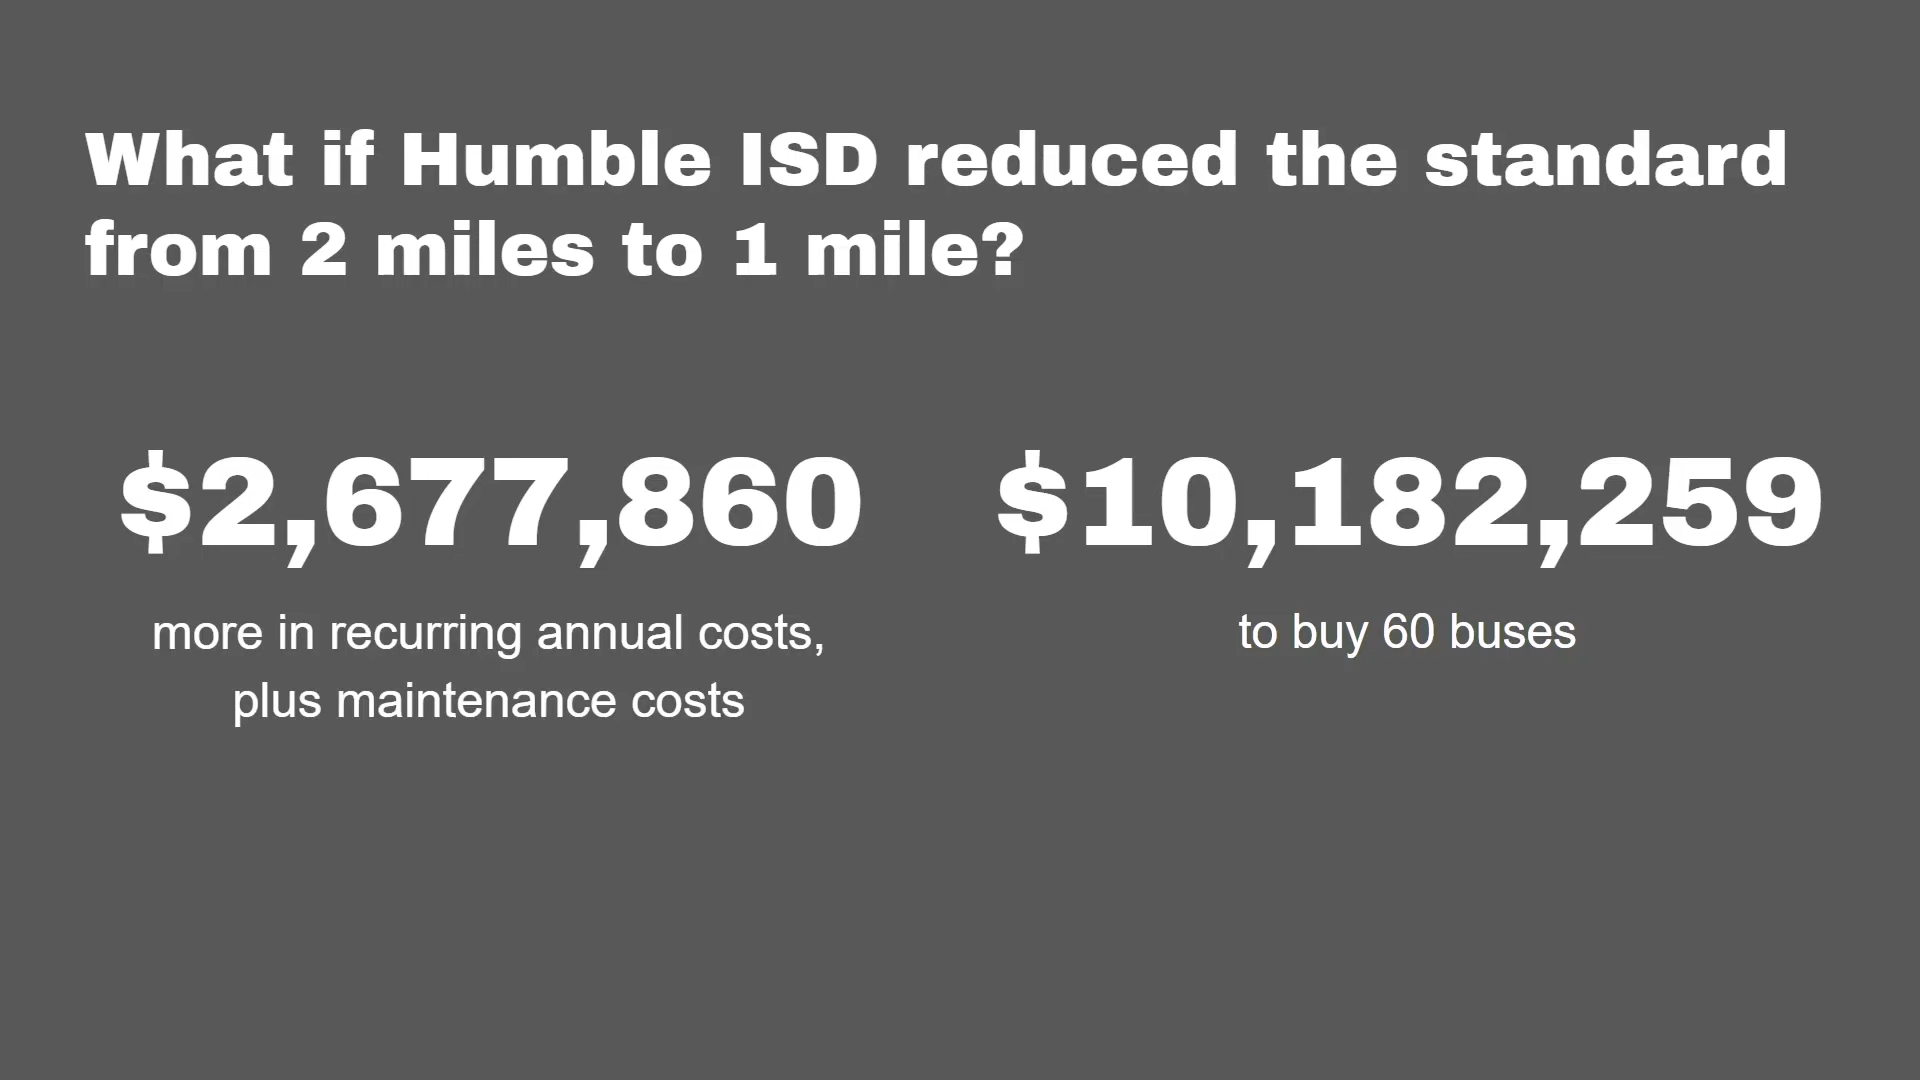 What if Humble ISD reduced the standard
from 2 miles to 1 mile?
$2,677,860
more in recurring annual costs,
plus maintenance costs
$10,182,259
to buy 60 buses